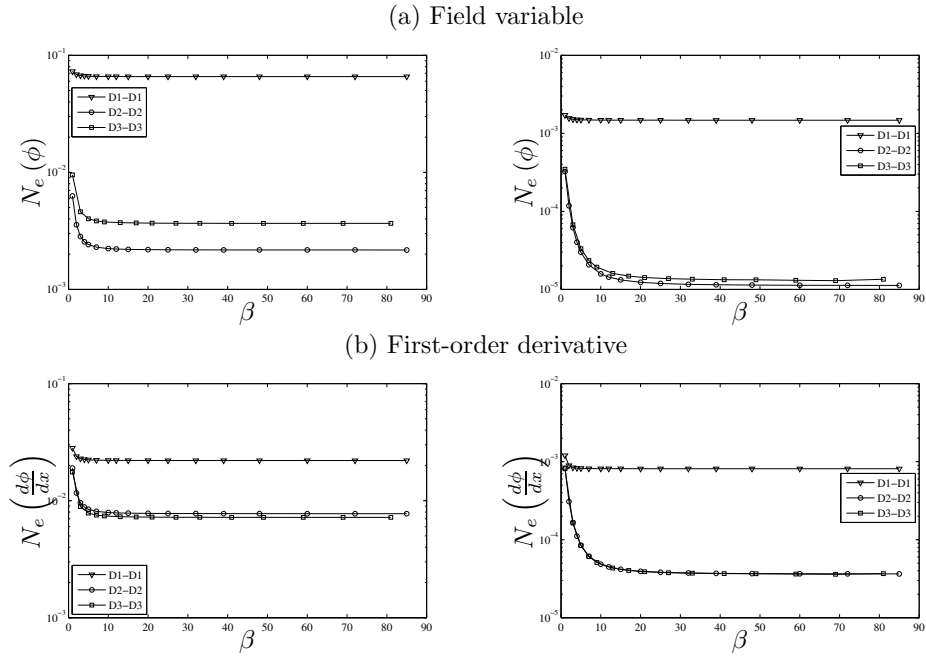 (a) Field variable
10⁻¹
10⁻²
10⁻³
Nₑ (ϕ)
D1–D1
D2–D2
D3–D3
0 10 20 30 40 50 60 70 80 90
β
10⁻²
10⁻³
10⁻⁴
10⁻⁵
Nₑ (ϕ)
D1–D1
D2–D2
D3–D3
0 10 20 30 40 50 60 70 80 90
β
(b) First-order derivative
10⁻¹
10⁻²
10⁻³
Nₑ (dϕ/dx)
D1–D1
D2–D2
D3–D3
0 10 20 30 40 50 60 70 80 90
β
10⁻²
10⁻³
10⁻⁴
10⁻⁵
Nₑ (dϕ/dx)
D1–D1
D2–D2
D3–D3
0 10 20 30 40 50 60 70 80 90
β